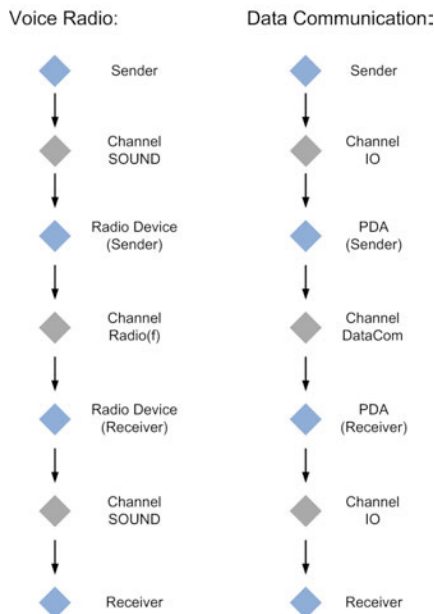 Voice Radio:
Sender
Channel
SOUND
Radio Device
(Sender)
Channel
Radio(f)
Radio Device
(Receiver)
Channel
SOUND
Receiver
Data Communication:
Sender
Channel
IO
PDA
(Sender)
Channel
DataCom
PDA
(Receiver)
Channel
IO
Receiver